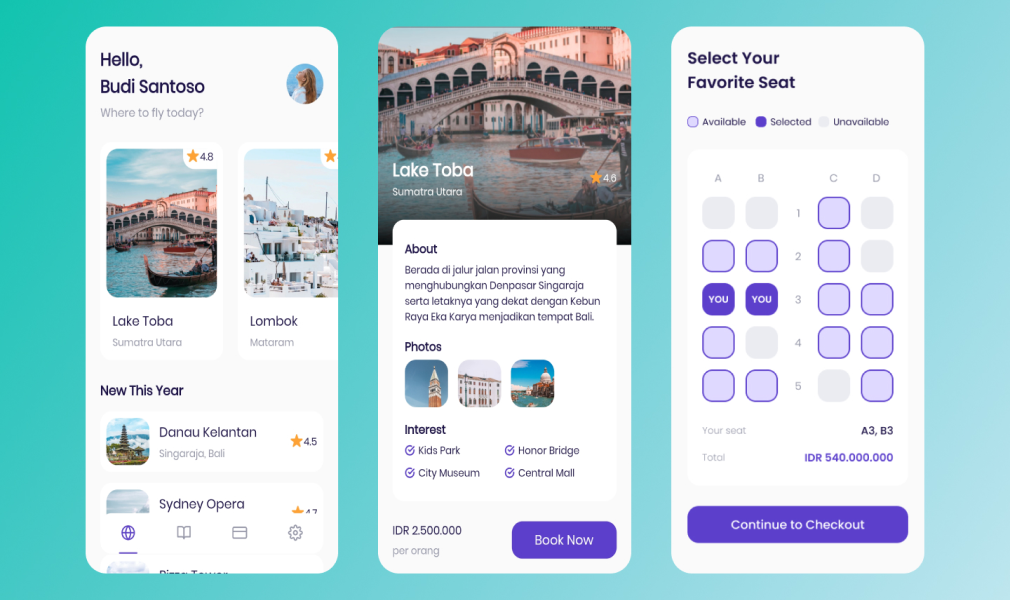 Hello,
Budi Santoso
Where to fly today?
4.8
Lake Toba
Sumatra Utara
Lombok
Mataram
New This Year
Danau Kelantan
Singaraja, Bali
4.5
Sydney Opera
4.7
Lake Toba
Sumatra Utara
4.6
About
Berada di jalur jalan provinsi yang
menghubungkan Denpasar Singaraja
serta letaknya yang dekat dengan Kebun
Raya Eka Karya menjadikan tempat Bali.
Photos
Interest
Kids Park
Honor Bridge
City Museum
Central Mall
IDR 2.500.000
per orang
Book Now
Select Your
Favorite Seat
Available Selected Unavailable
A B C D
1
2
YOU YOU 3
4
5
Your seat A3, B3
Total IDR 540.000.000
Continue to Checkout